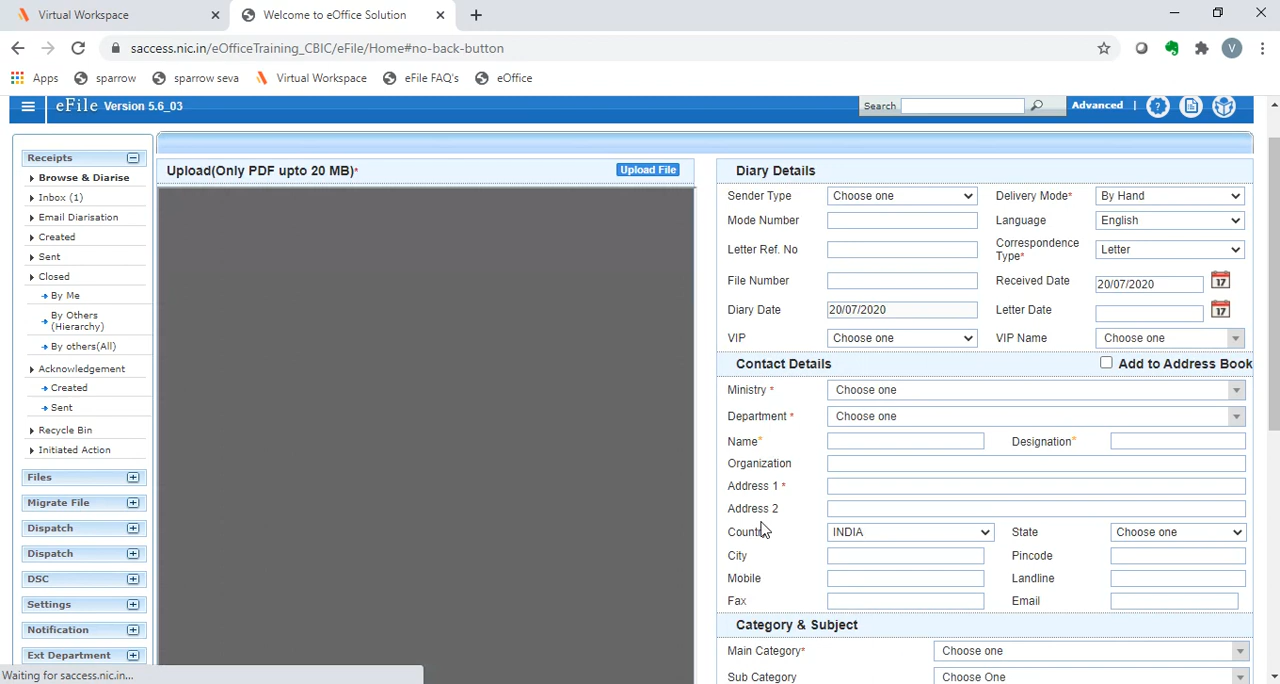 Virtual Workspace
Welcome to eOffice Solution
saccess.nic.in/eOfficeTraining_CBIC/eFile/Home#no-back-button
V
Apps sparrow sparrow seva Virtual Workspace eFile FAQ's eOffice
eFile Version 5.6_03 Search Advanced | ?
Receipts
Browse & Diarise
Inbox (1)
Email Diarisation
Created
Sent
Closed
By Me
By Others
(Hierarchy)
By others(All)
Acknowledgement
Created
Sent
Recycle Bin
Initiated Action
Files
Migrate File
Dispatch
Dispatch
DSC
Settings
Notification
Ext Department
Upload(Only PDF upto 20 MB)* Upload File
Diary Details
Sender Type Choose one Delivery Mode* By Hand
Mode Number Language English
Letter Ref. No Correspondence Type* Letter
File Number Received Date 20/07/2020 17
Diary Date 20/07/2020 Letter Date 17
VIP Choose one VIP Name Choose one
Contact Details Add to Address Book
Ministry * Choose one
Department * Choose one
Name* Designation*
Organization
Address 1 *
Address 2
Country INDIA State Choose one
City Pincode
Mobile Landline
Fax Email
Category & Subject
Main Category* Choose one
Sub Category Choose One
Waiting for saccess.nic.in...